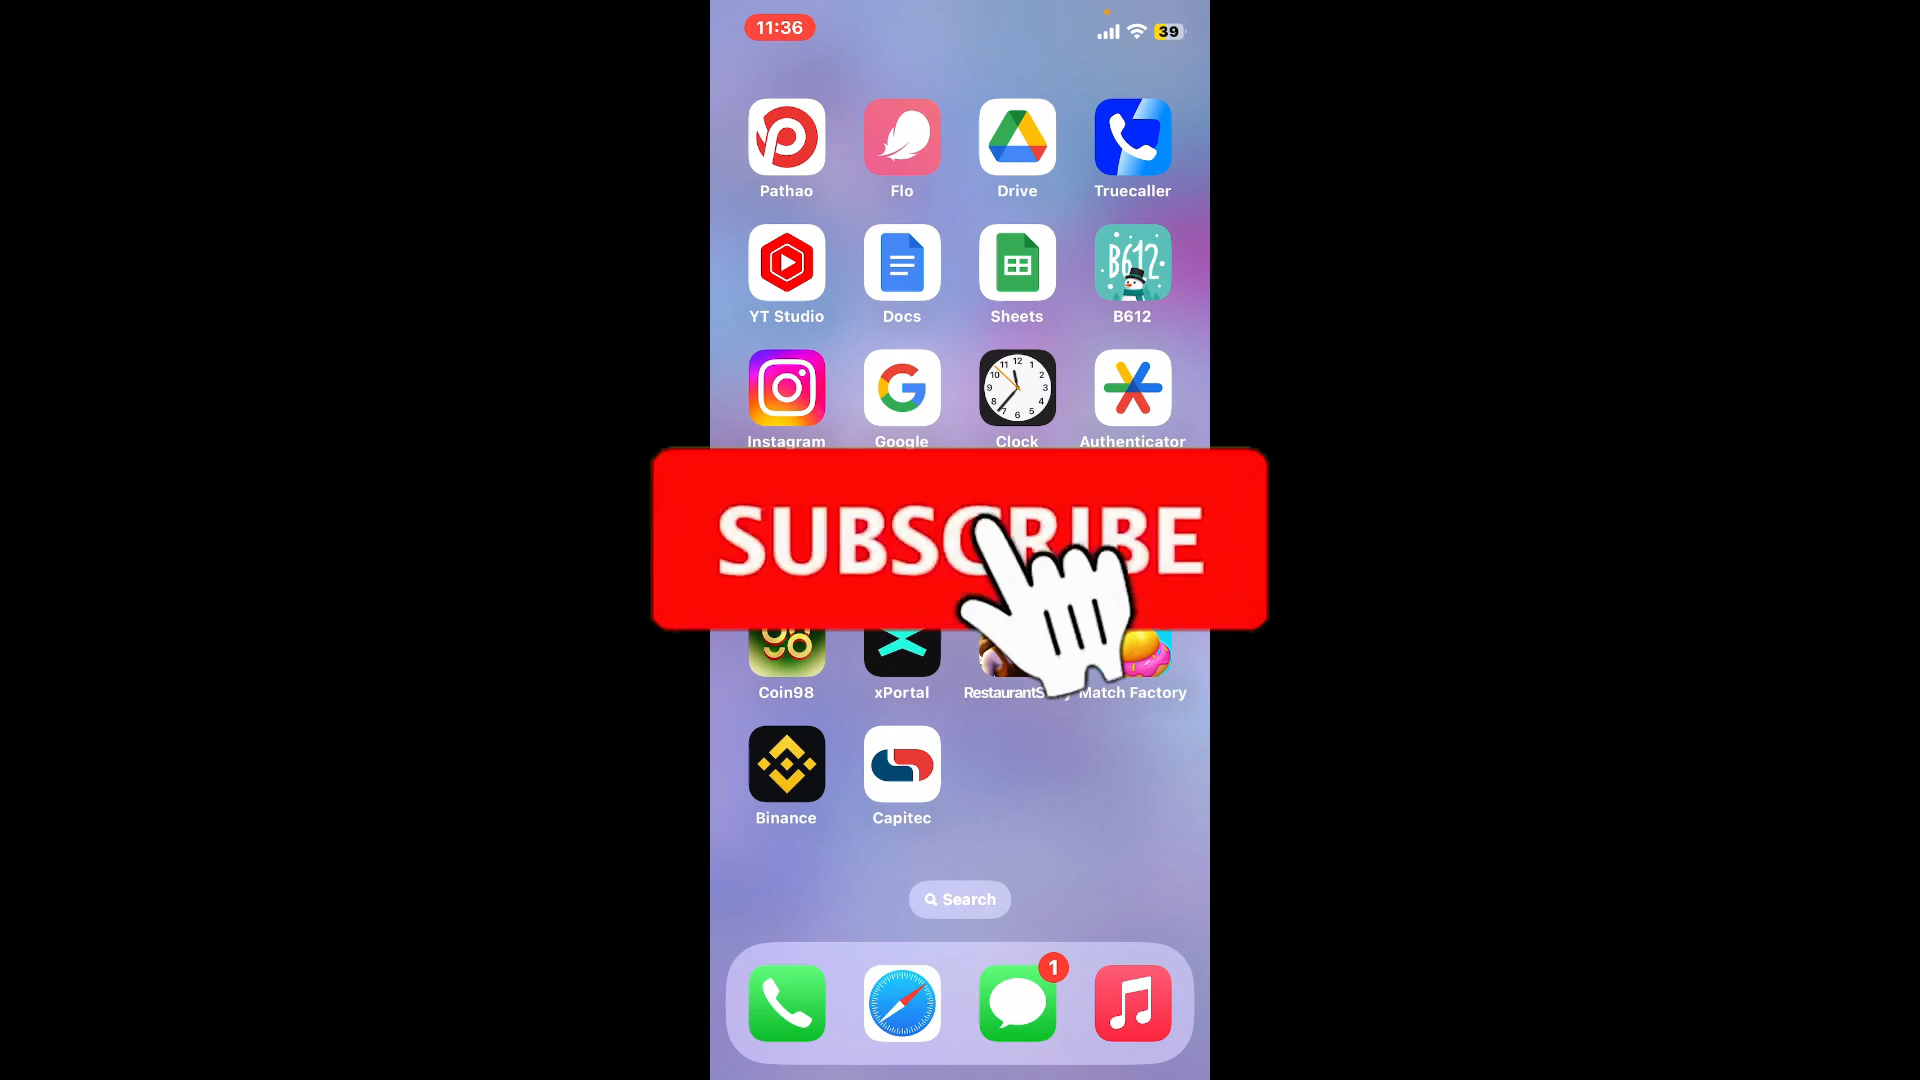 11:36
39
Pathao Flo Drive Truecaller
B612
YT Studio Docs Sheets B612
Instagram Google Clock Authenticator
SUBSCRIBE
Coin98 xPortal Match Factory
Binance Capitec
Search
1